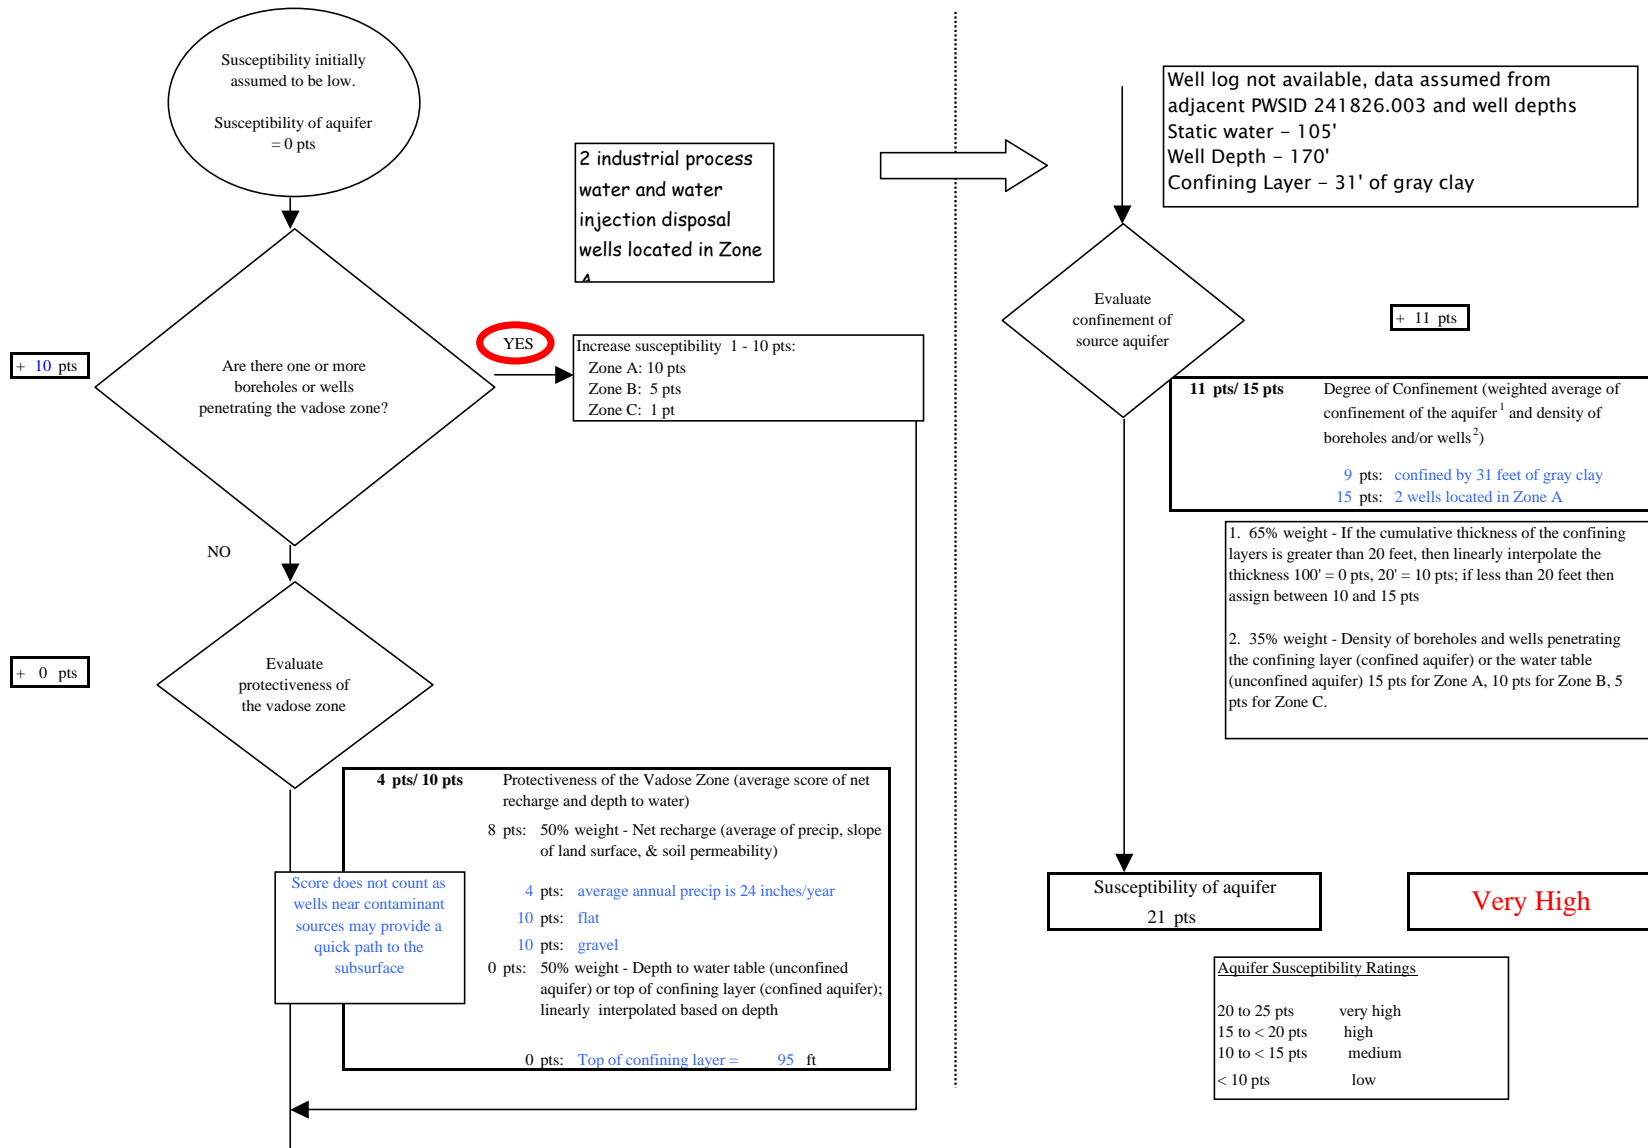 Susceptibility initially
assumed to be low.
Susceptibility of aquifer
= 0 pts
2 industrial process
water and water
injection disposal
wells located in Zone
A
+ 10 pts
Are there one or more
boreholes or wells
penetrating the vadose zone?
YES
Increase susceptibility 1 - 10 pts:
Zone A: 10 pts
Zone B: 5 pts
Zone C: 1 pt
NO
+ 0 pts
Evaluate
protectiveness of
the vadose zone
4 pts/ 10 pts Protectiveness of the Vadose Zone (average score of net
recharge and depth to water)
8 pts: 50% weight - Net recharge (average of precip, slope
of land surface, & soil permeability)
4 pts: average annual precip is 24 inches/year
10 pts: flat
10 pts: gravel
0 pts: 50% weight - Depth to water table (unconfined
aquifer) or top of confining layer (confined aquifer);
linearly interpolated based on depth
0 pts: Top of confining layer = 95 ft
Score does not count as
wells near contaminant
sources may provide a
quick path to the
subsurface
Well log not available, data assumed from
adjacent PWSID 241826.003 and well depths
Static water – 105'
Well Depth – 170'
Confining Layer – 31' of gray clay
Evaluate
confinement of
source aquifer
+ 11 pts
11 pts/ 15 pts Degree of Confinement (weighted average of
confinement of the aquifer1 and density of
boreholes and/or wells2)
9 pts: confined by 31 feet of gray clay
15 pts: 2 wells located in Zone A
1. 65% weight - If the cumulative thickness of the confining
layers is greater than 20 feet, then linearly interpolate the
thickness 100' = 0 pts, 20' = 10 pts; if less than 20 feet then
assign between 10 and 15 pts
2. 35% weight - Density of boreholes and wells penetrating
the confining layer (confined aquifer) or the water table
(unconfined aquifer) 15 pts for Zone A, 10 pts for Zone B, 5
pts for Zone C.
Susceptibility of aquifer
21 pts
Very High
Aquifer Susceptibility Ratings
20 to 25 pts very high
15 to < 20 pts high
10 to < 15 pts medium
< 10 pts low